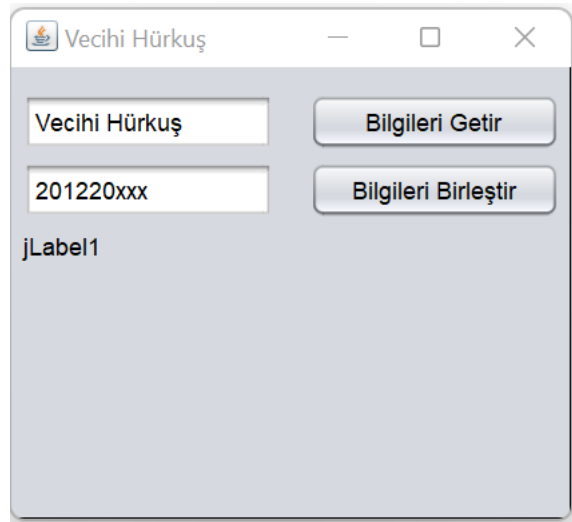 Vecihi Hürkuş
Vecihi Hürkuş
Bilgileri Getir
201220xxx
Bilgileri Birleştir
jLabel1